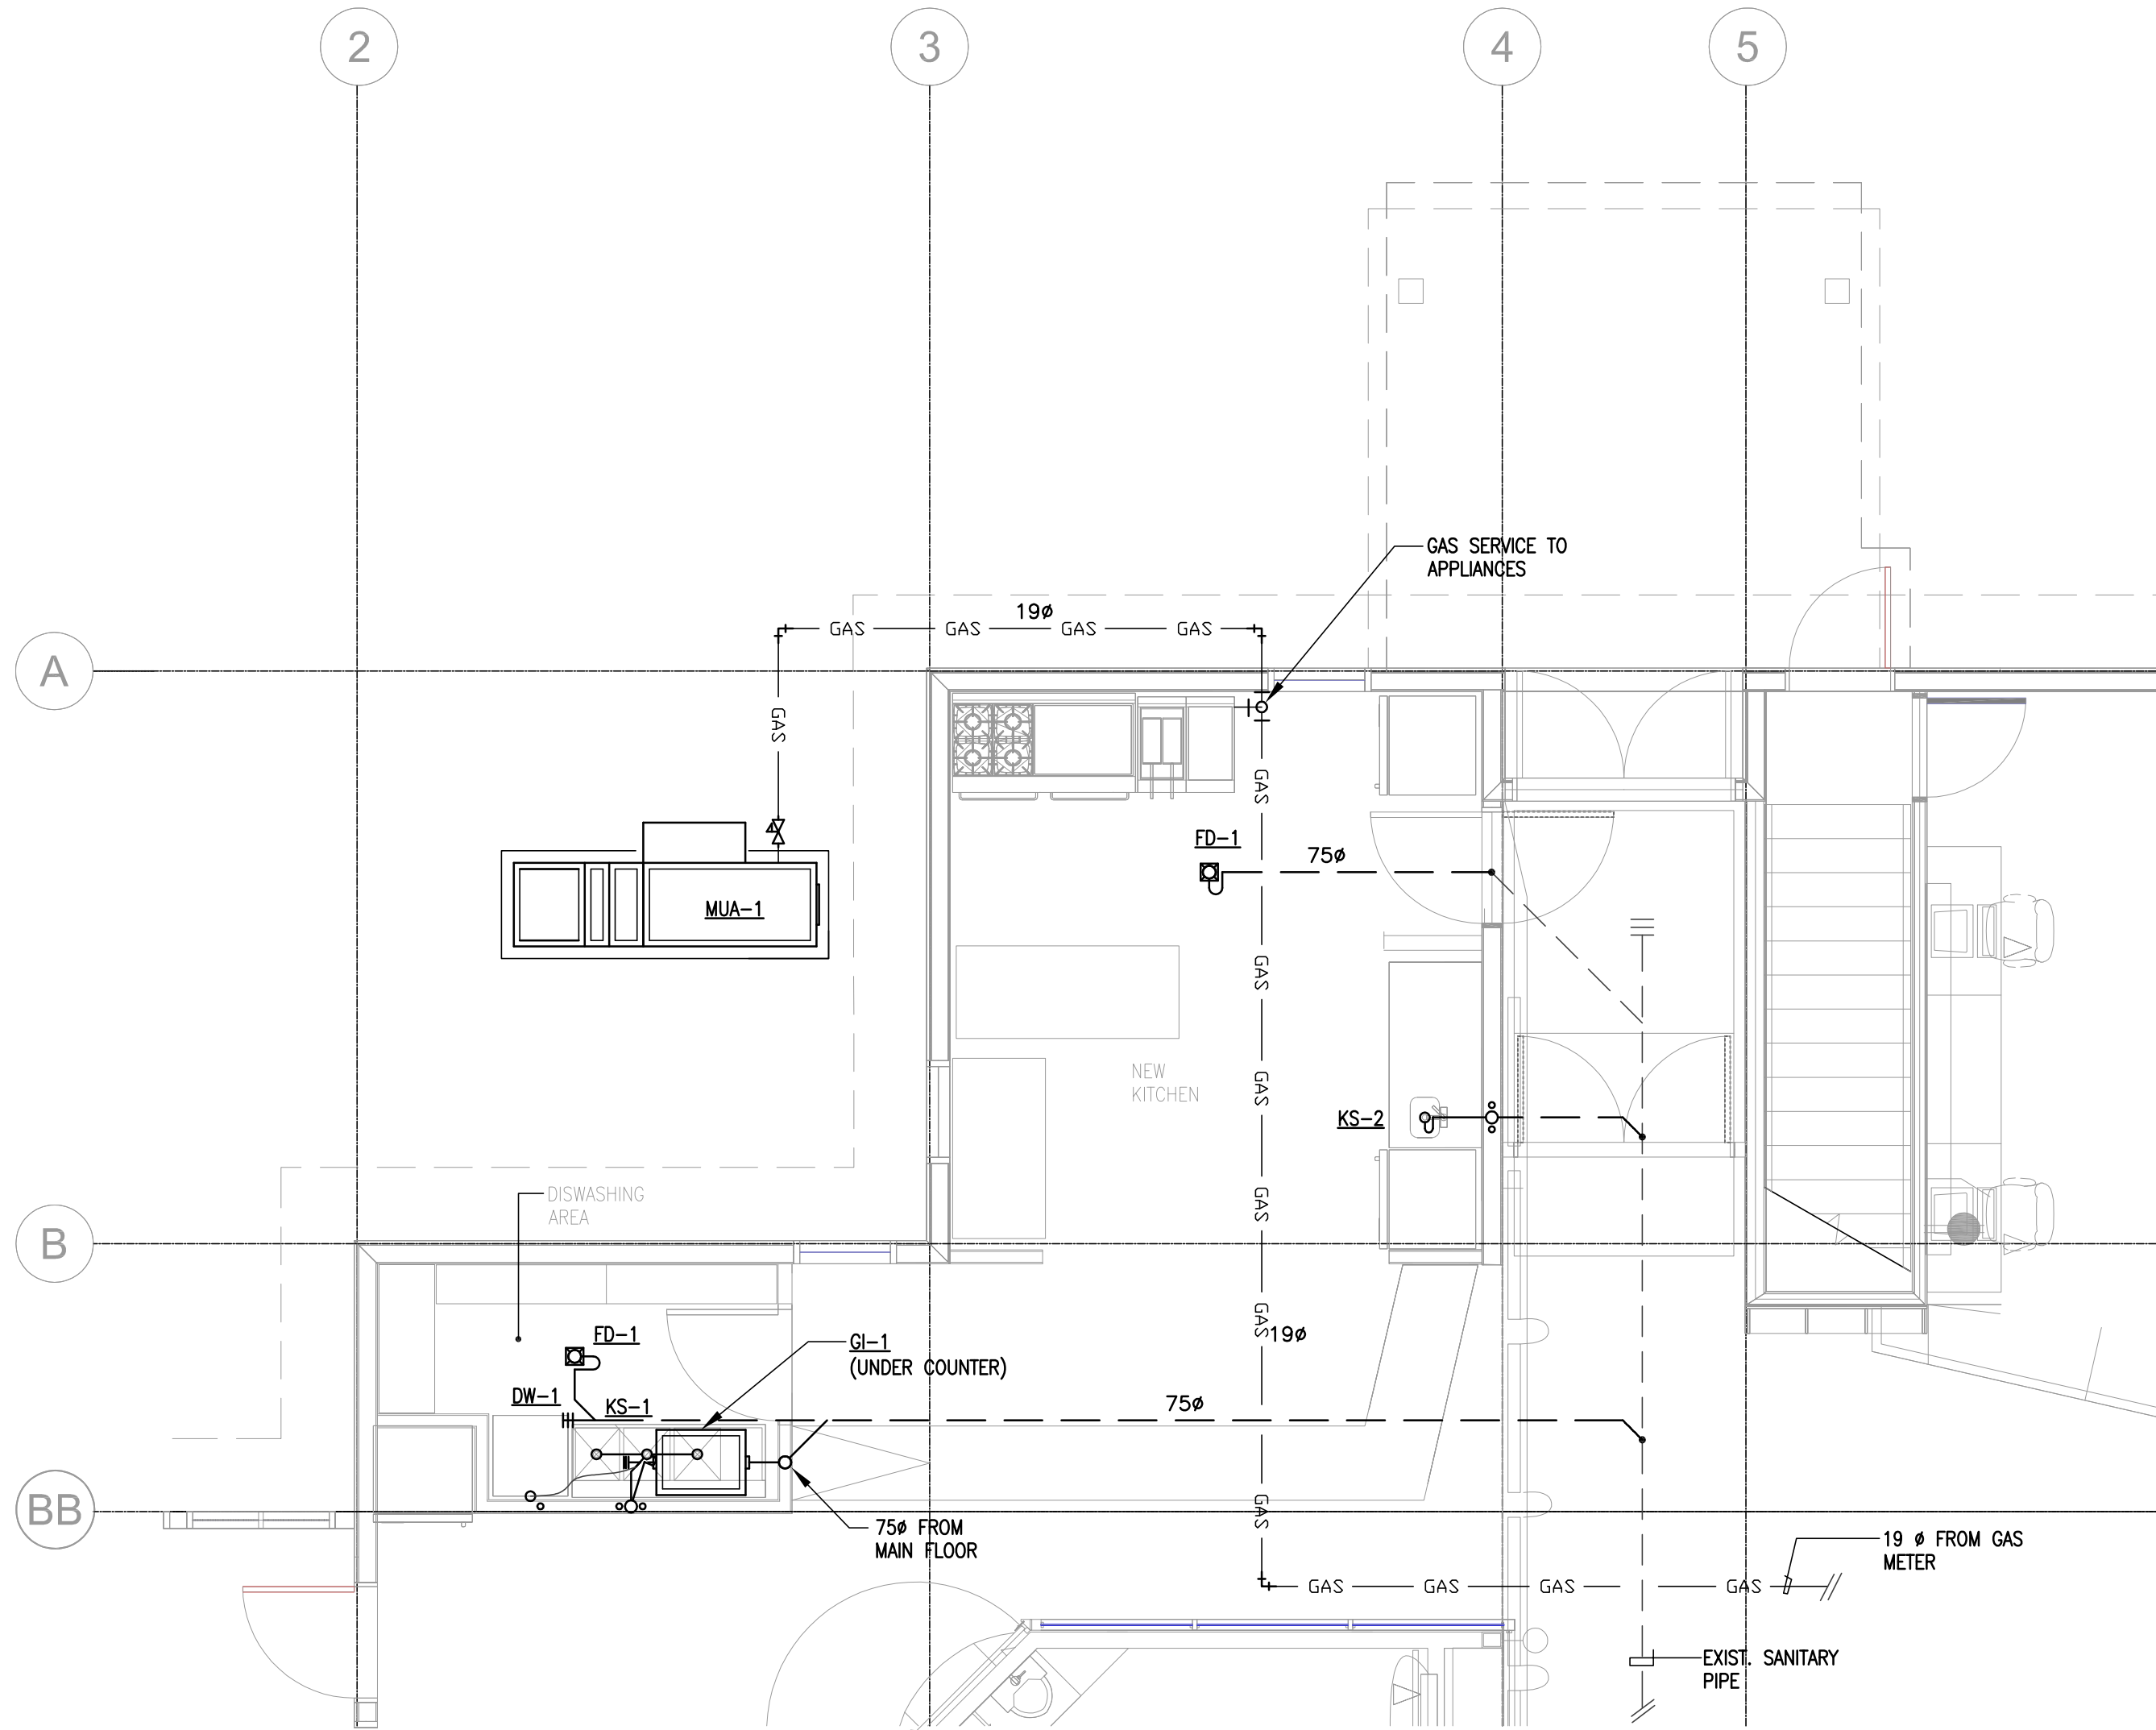 2
3
4
5
GAS SERVICE TO
APPLIANCES
19ø
GAS
GAS
GAS
GAS
A
GAS
GAS
FD-1
75ø
MUA-1
GAS
NEW
KITCHEN
GAS
KS-2
DISWASHING
AREA
GAS
B
GAS
19ø
FD-1
GI-1
(UNDER COUNTER)
DW-1
KS-1
75ø
BB
GAS
75ø FROM
MAIN FLOOR
19 ø FROM GAS
METER
GAS
GAS
GAS
GAS
EXIST. SANITARY
PIPE